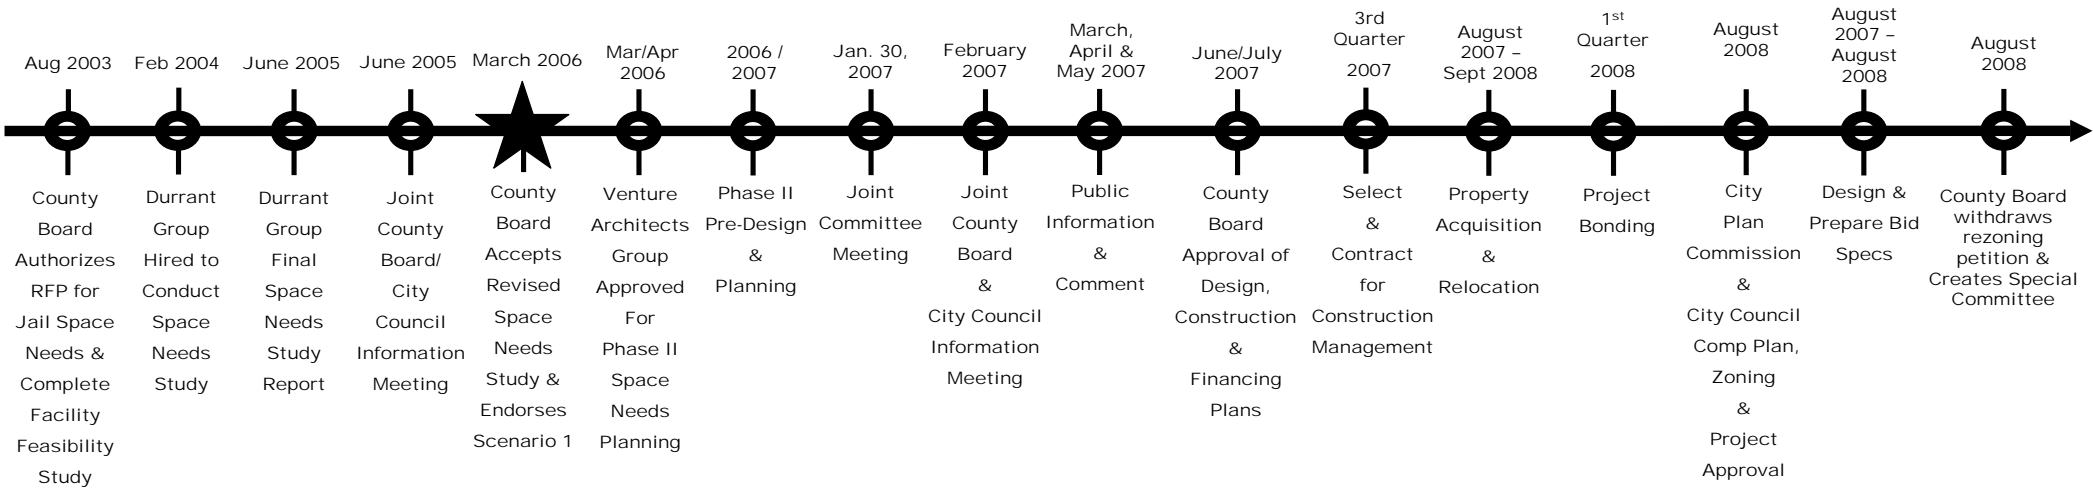 Aug 2003
County
Board
Authorizes
RFP for
Jail Space
Needs &
Complete
Facility
Feasibility
Study
Feb 2004
Durrant
Group
Hired to
Conduct
Space
Needs
Study
June 2005
Durrant
Group
Final
Space
Needs
Study
Report
June 2005
Joint
County
Board/
City
Council
Information
Meeting
March 2006
County
Board
Accepts
Revised
Space
Needs
Study &
Endorses
Scenario 1
Mar/Apr
2006
Venture
Architects
Group
Approved
For
Phase II
Space
Needs
Planning
2006 /
2007
Phase II
Pre-Design
&
Planning
Jan. 30,
2007
Joint
Committee
Meeting
February
2007
Joint
County
Board
&
City Council
Information
Meeting
March,
April &
May 2007
Public
Information
&
Comment
June/July
2007
County
Board
Approval of
Design,
Construction
&
Financing
Plans
3rd
Quarter
2007
Select
&
Contract
for
Construction
Management
August
2007 –
Sept 2008
Property
Acquisition
&
Relocation
1st
Quarter
2008
Project
Bonding
August
2008
City
Plan
Commission
&
City Council
Comp Plan,
Zoning
&
Project
Approval
August
2007 –
August
2008
Design &
Prepare Bid
Specs
August
2008
County Board
withdraws
rezoning
petition &
Creates Special
Committee